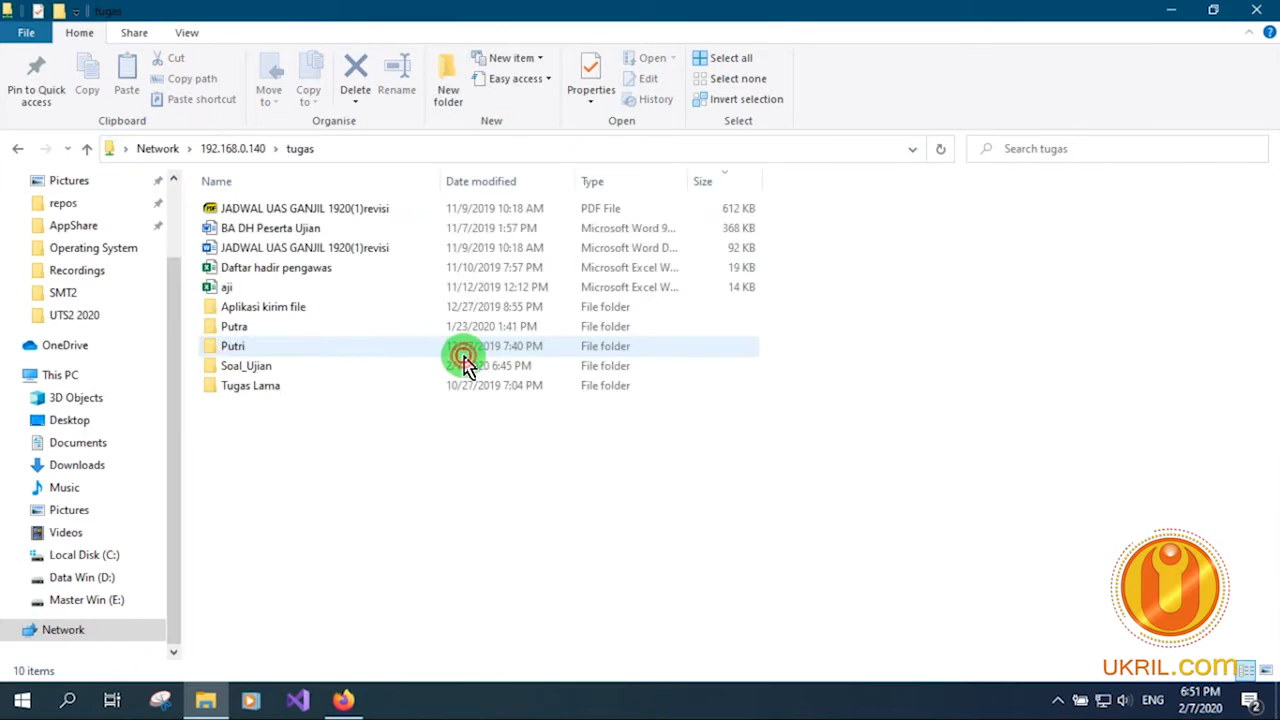 tugas
File Home Share View
Pin to Quick access
Copy
Paste
Cut
Copy path
Paste shortcut
Clipboard
Move to
Copy to
Delete
Rename
Organise
New folder
New item
Easy access
New
Properties
Open
Edit
History
Open
Select all
Select none
Invert selection
Select
Network 192.168.0.140 tugas
Search tugas
Pictures
repos
AppShare
Operating System
Recordings
SMT2
UTS2 2020
OneDrive
This PC
3D Objects
Desktop
Documents
Downloads
Music
Pictures
Videos
Local Disk (C:)
Data Win (D:)
Master Win (E:)
Network
Name Date modified Type Size
JADWAL UAS GANJIL 1920(1)revisi 11/9/2019 10:18 AM PDF File 612 KB
BA DH Peserta Ujian 11/7/2019 1:57 PM Microsoft Word 9... 368 KB
JADWAL UAS GANJIL 1920(1)revisi 11/9/2019 10:18 AM Microsoft Word D... 92 KB
Daftar hadir pengawas 11/10/2019 7:57 PM Microsoft Excel W... 19 KB
aji 11/12/2019 12:12 PM Microsoft Excel W... 14 KB
Aplikasi kirim file 12/27/2019 8:55 PM File folder
Putra 1/23/2020 1:41 PM File folder
Putri 7:40 PM File folder
Soal_Ujian 6:45 PM File folder
Tugas Lama 10/27/2019 7:04 PM File folder
10 items
UKRIL.com
ENG
6:51 PM
2/7/2020
2